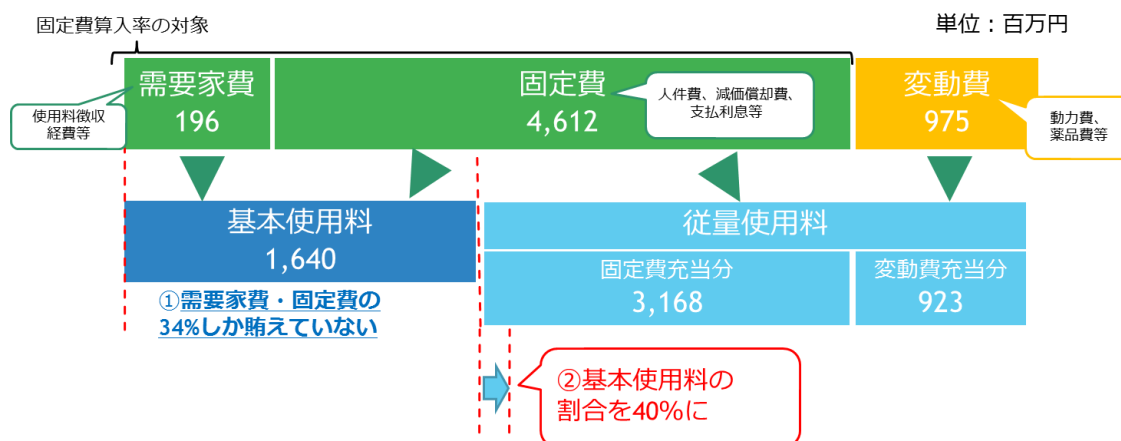 固定費算入率の対象
単位：百万円
需要家費
196
使用料徴収
経費等
固定費
4,612
人件費、減価償却費、
支払利息等
変動費
975
動力費、
薬品費等
基本使用料
1,640
従量使用料
固定費充当分
3,168
変動費充当分
923
①需要家費・固定費の
34%しか賄えていない
②基本使用料の
割合を40%に